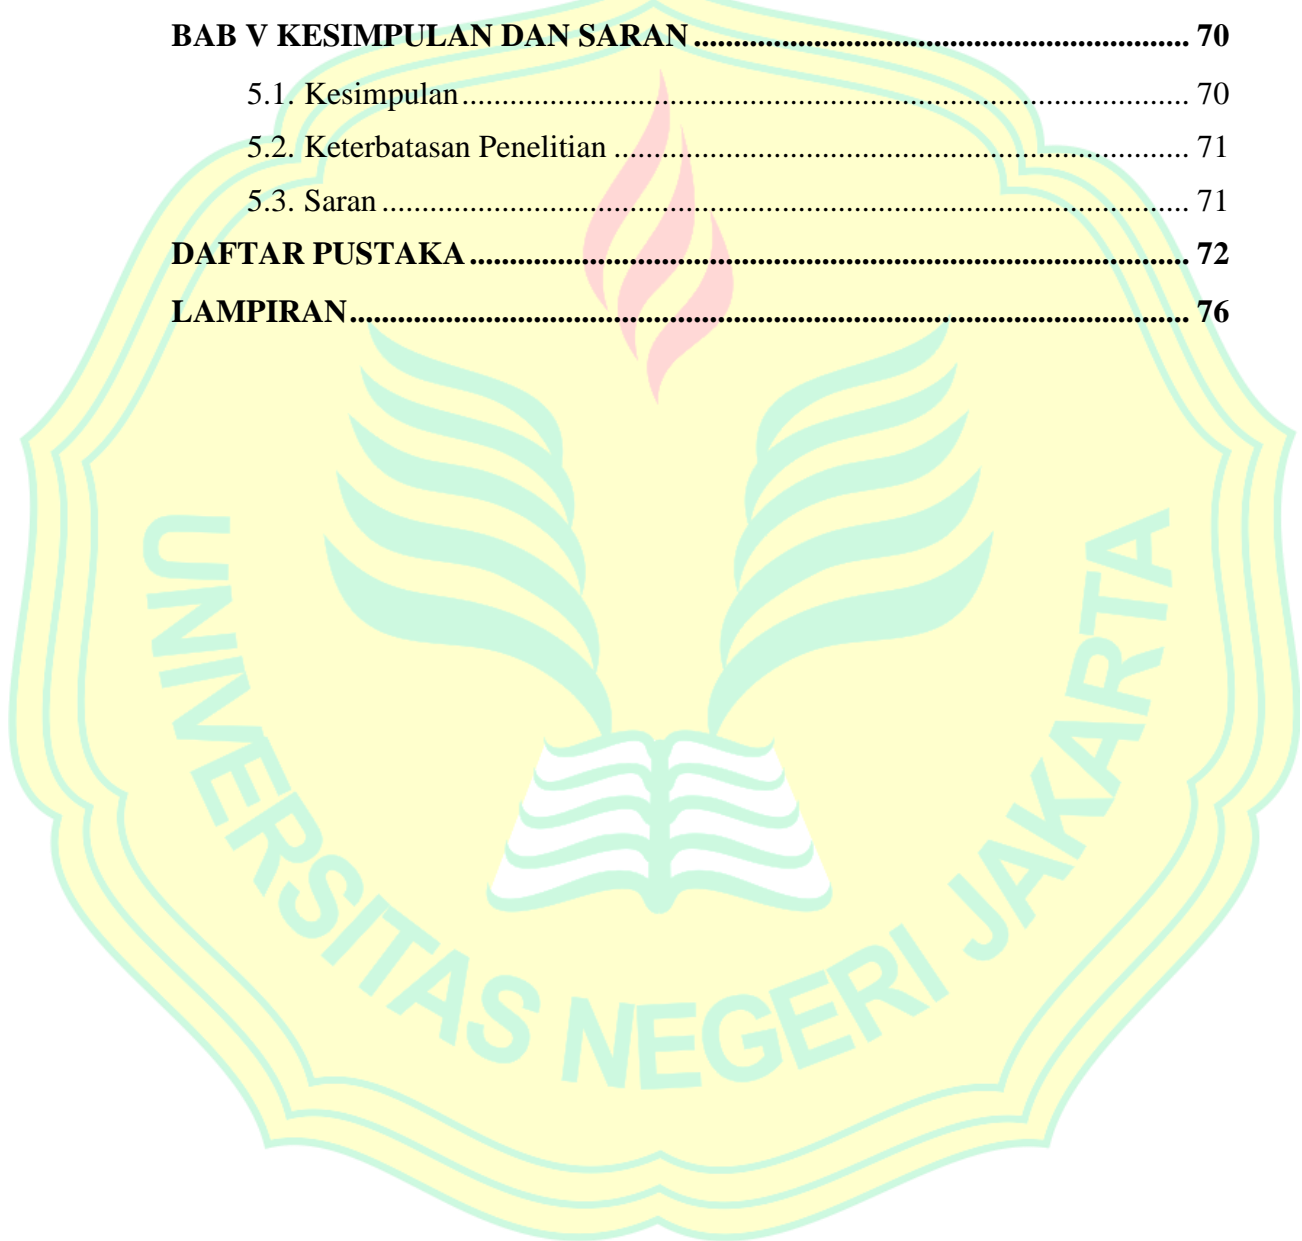 BAB V KESIMPULAN DAN SARAN ............................................................... 70
5.1. Kesimpulan ............................................................................................ 70
5.2. Keterbatasan Penelitian ......................................................................... 71
5.3. Saran ...................................................................................................... 71
DAFTAR PUSTAKA ........................................................................................... 72
LAMPIRAN .......................................................................................................... 76
UNIVERSITAS NEGERI JAKARTA